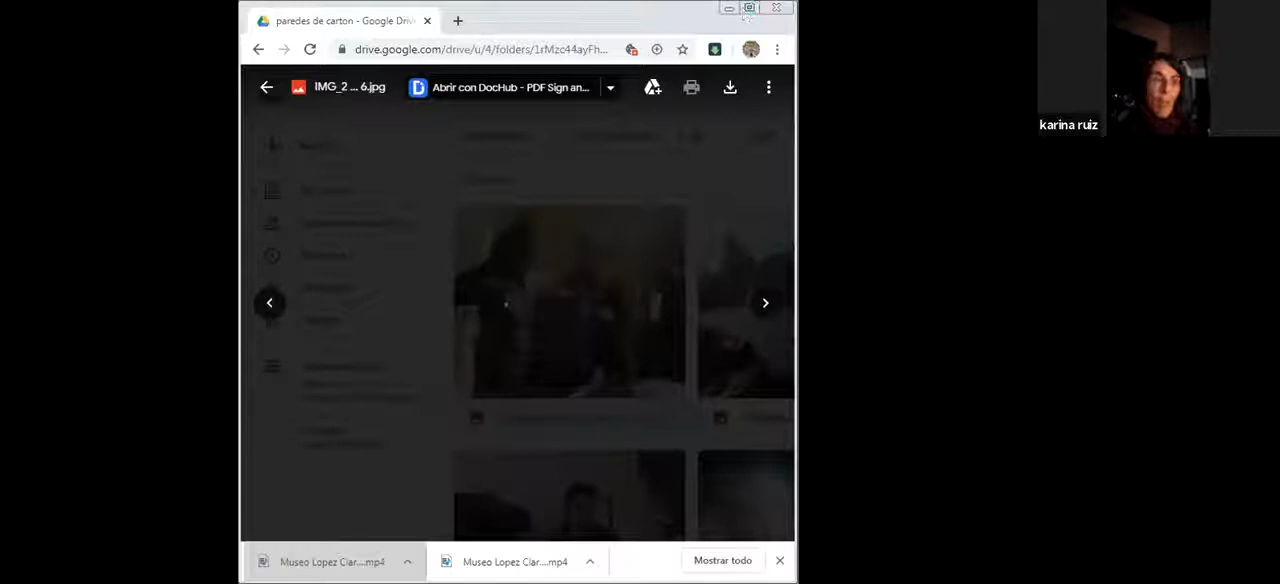 paredes de carton - Google Driv
drive.google.com/drive/u/4/folders/1rMzc44ayFh...
IMG_2 ... 6.jpg
Abrir con DocHub - PDF Sign an...
karina ruiz
Museo Lopez Clar....mp4
Museo Lopez Clar....mp4
Mostrar todo